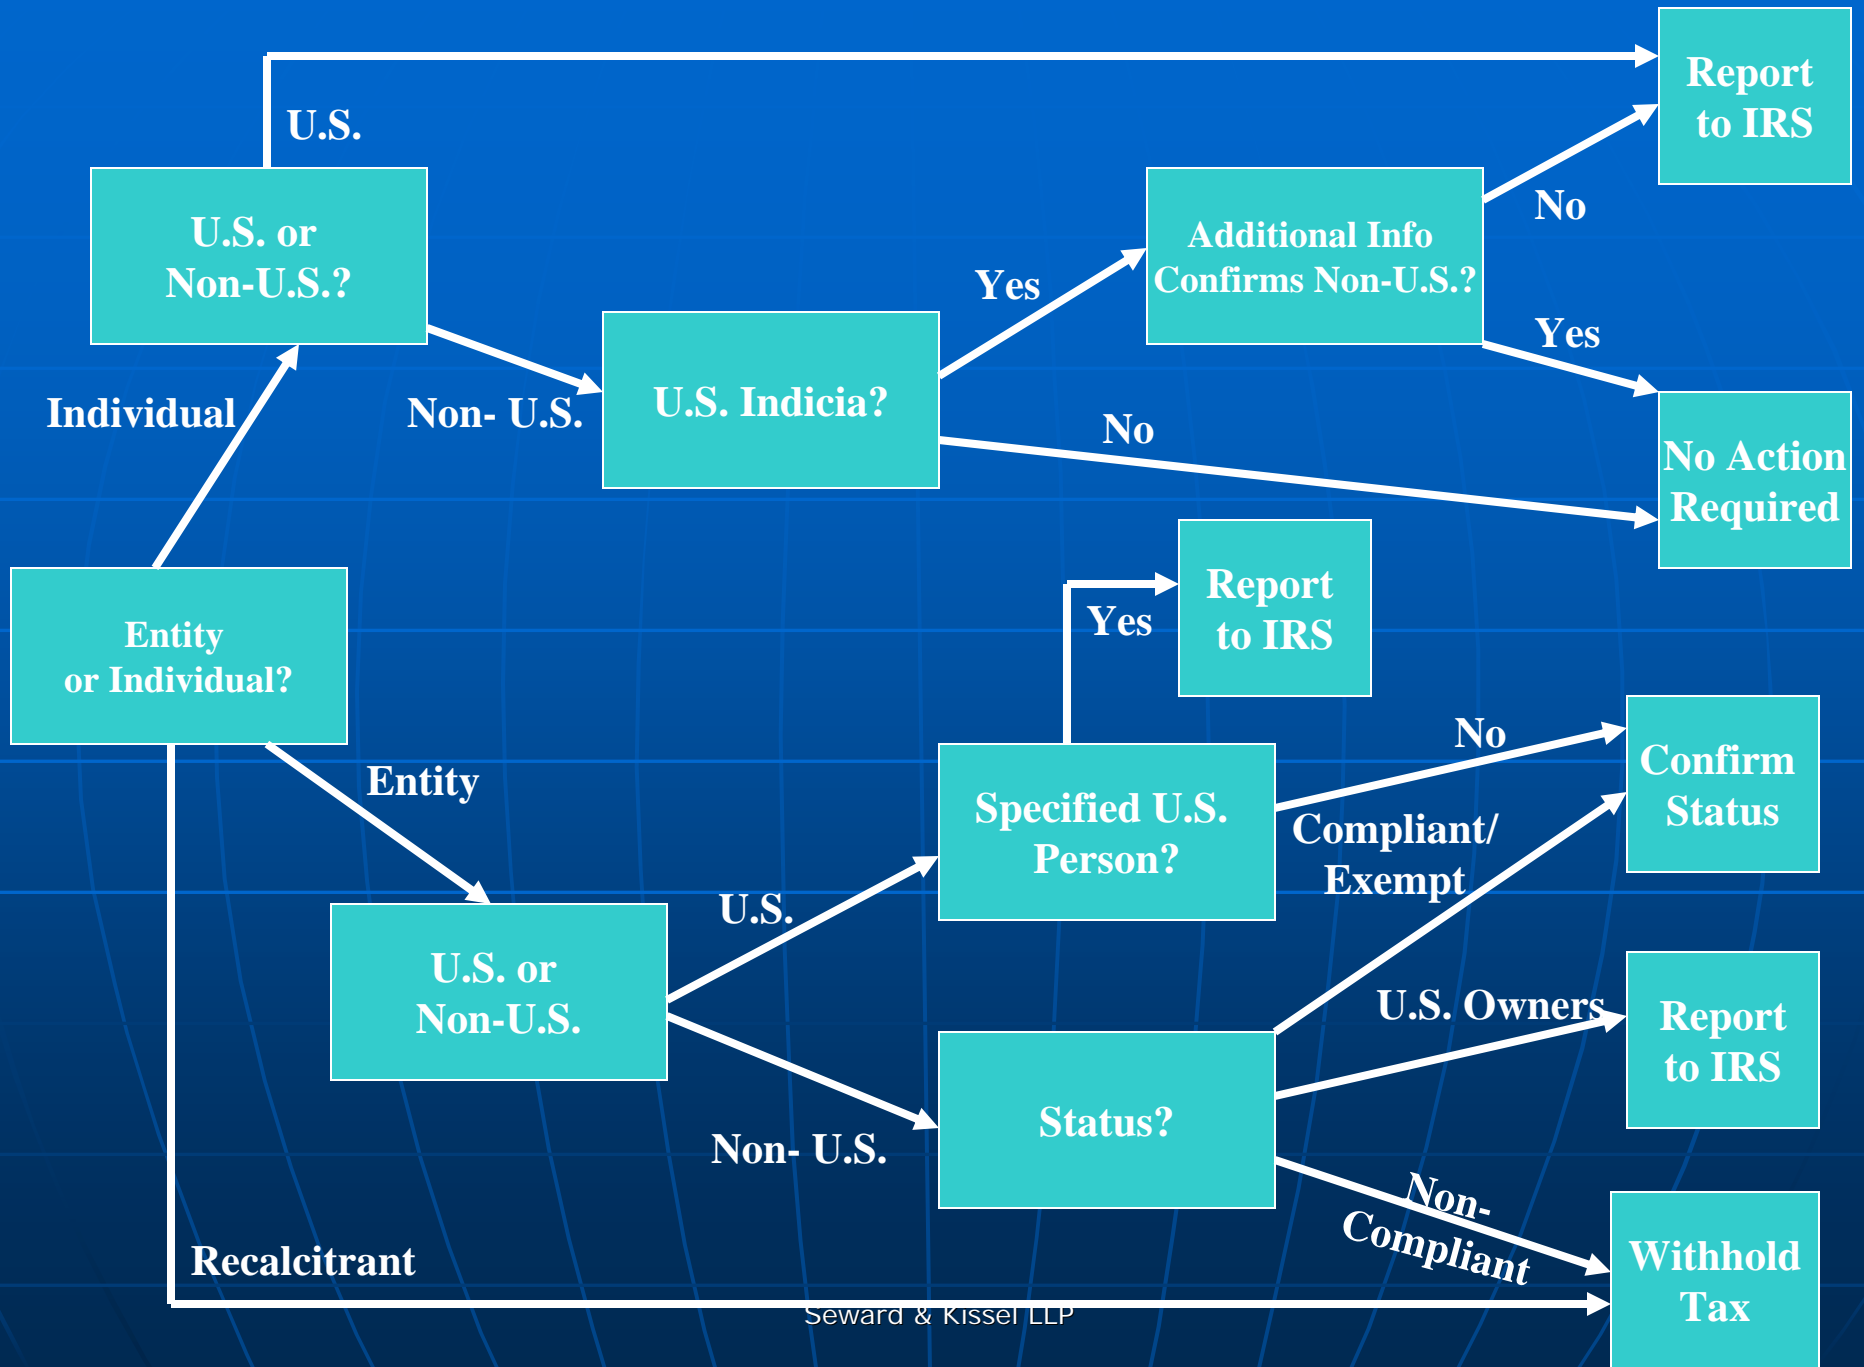 Report
to IRS
U.S.
U.S. or
Non-U.S.?
No
Additional Info
Confirms Non-U.S.?
Yes
Yes
U.S. Indicia?
Individual
Non- U.S.
No
No Action
Required
Report
to IRS
Yes
Entity
or Individual?
No
Confirm
Status
Entity
Specified U.S.
Person?
Compliant/
Exempt
U.S.
U.S. or
Non-U.S.
U.S. Owners
Report
to IRS
Status?
Non- U.S.
Non-
Compliant
Recalcitrant
Withhold
Tax
Seward & Kissel LLP